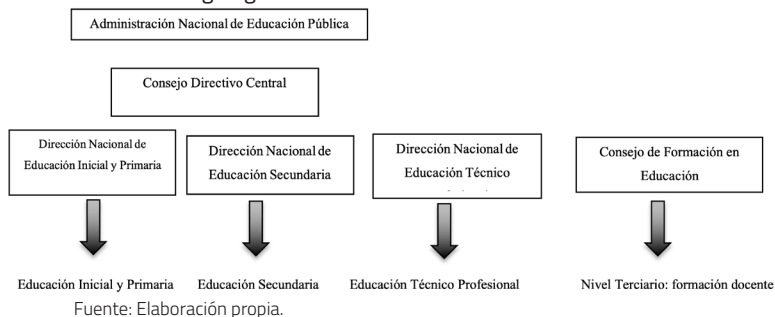 Administración Nacional de Educación Pública
Consejo Directivo Central
Dirección Nacional de
Educación Inicial y Primaria
Dirección Nacional de
Educación Secundaria
Dirección Nacional de
Educación Técnico
Consejo de Formación en
Educación
Educación Inicial y Primaria
Educación Secundaria
Educación Técnico Profesional
Nivel Terciario: formación docente
Fuente: Elaboración propia.